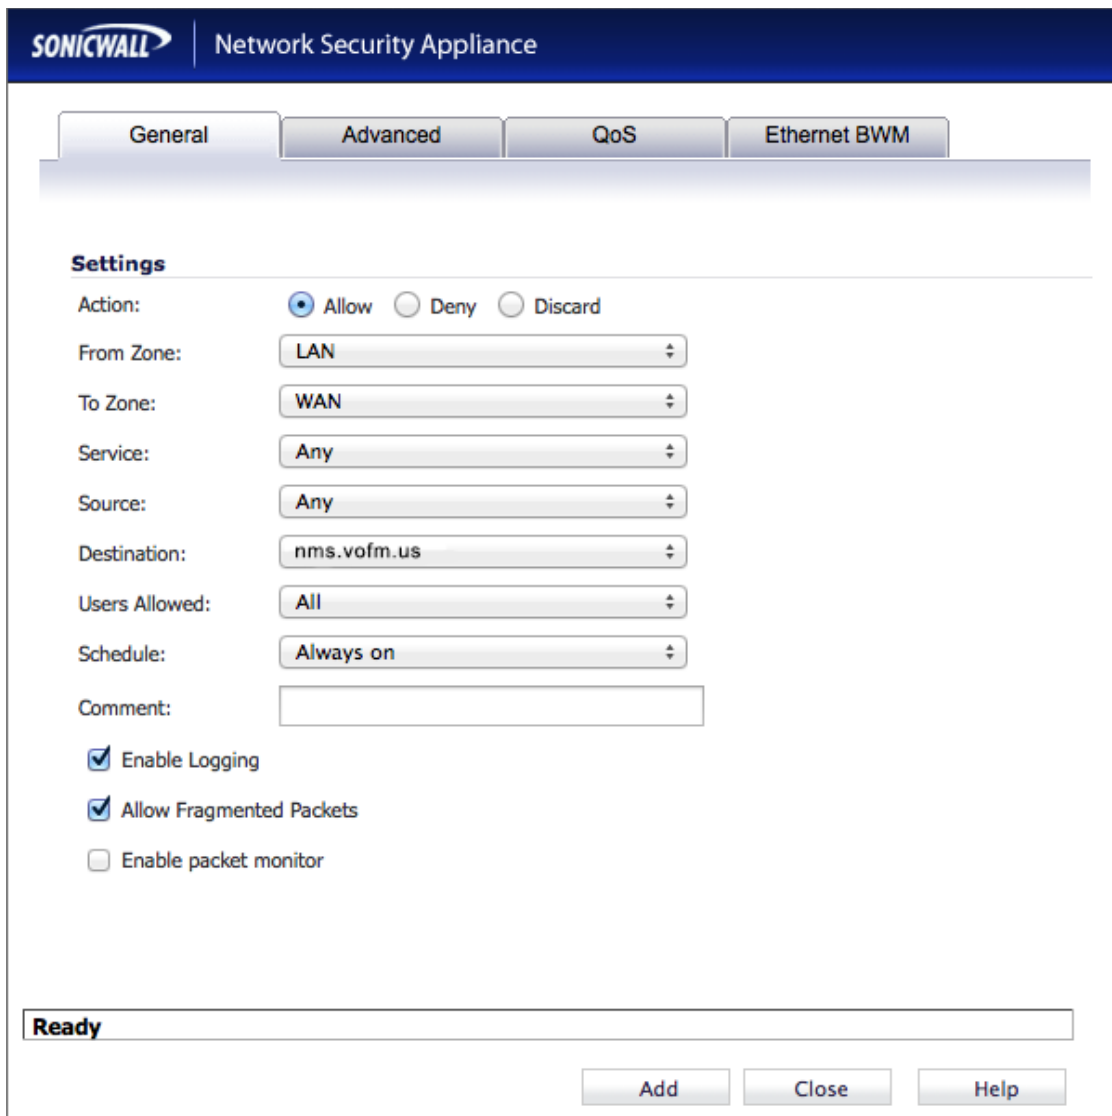 SONICWALL Network Security Appliance
General Advanced QoS Ethernet BWM
Settings
Action: Allow Deny Discard
From Zone: LAN
To Zone: WAN
Service: Any
Source: Any
Destination: nms.vofm.us
Users Allowed: All
Schedule: Always on
Comment:
Enable Logging
Allow Fragmented Packets
Enable packet monitor
Ready
Add Close Help